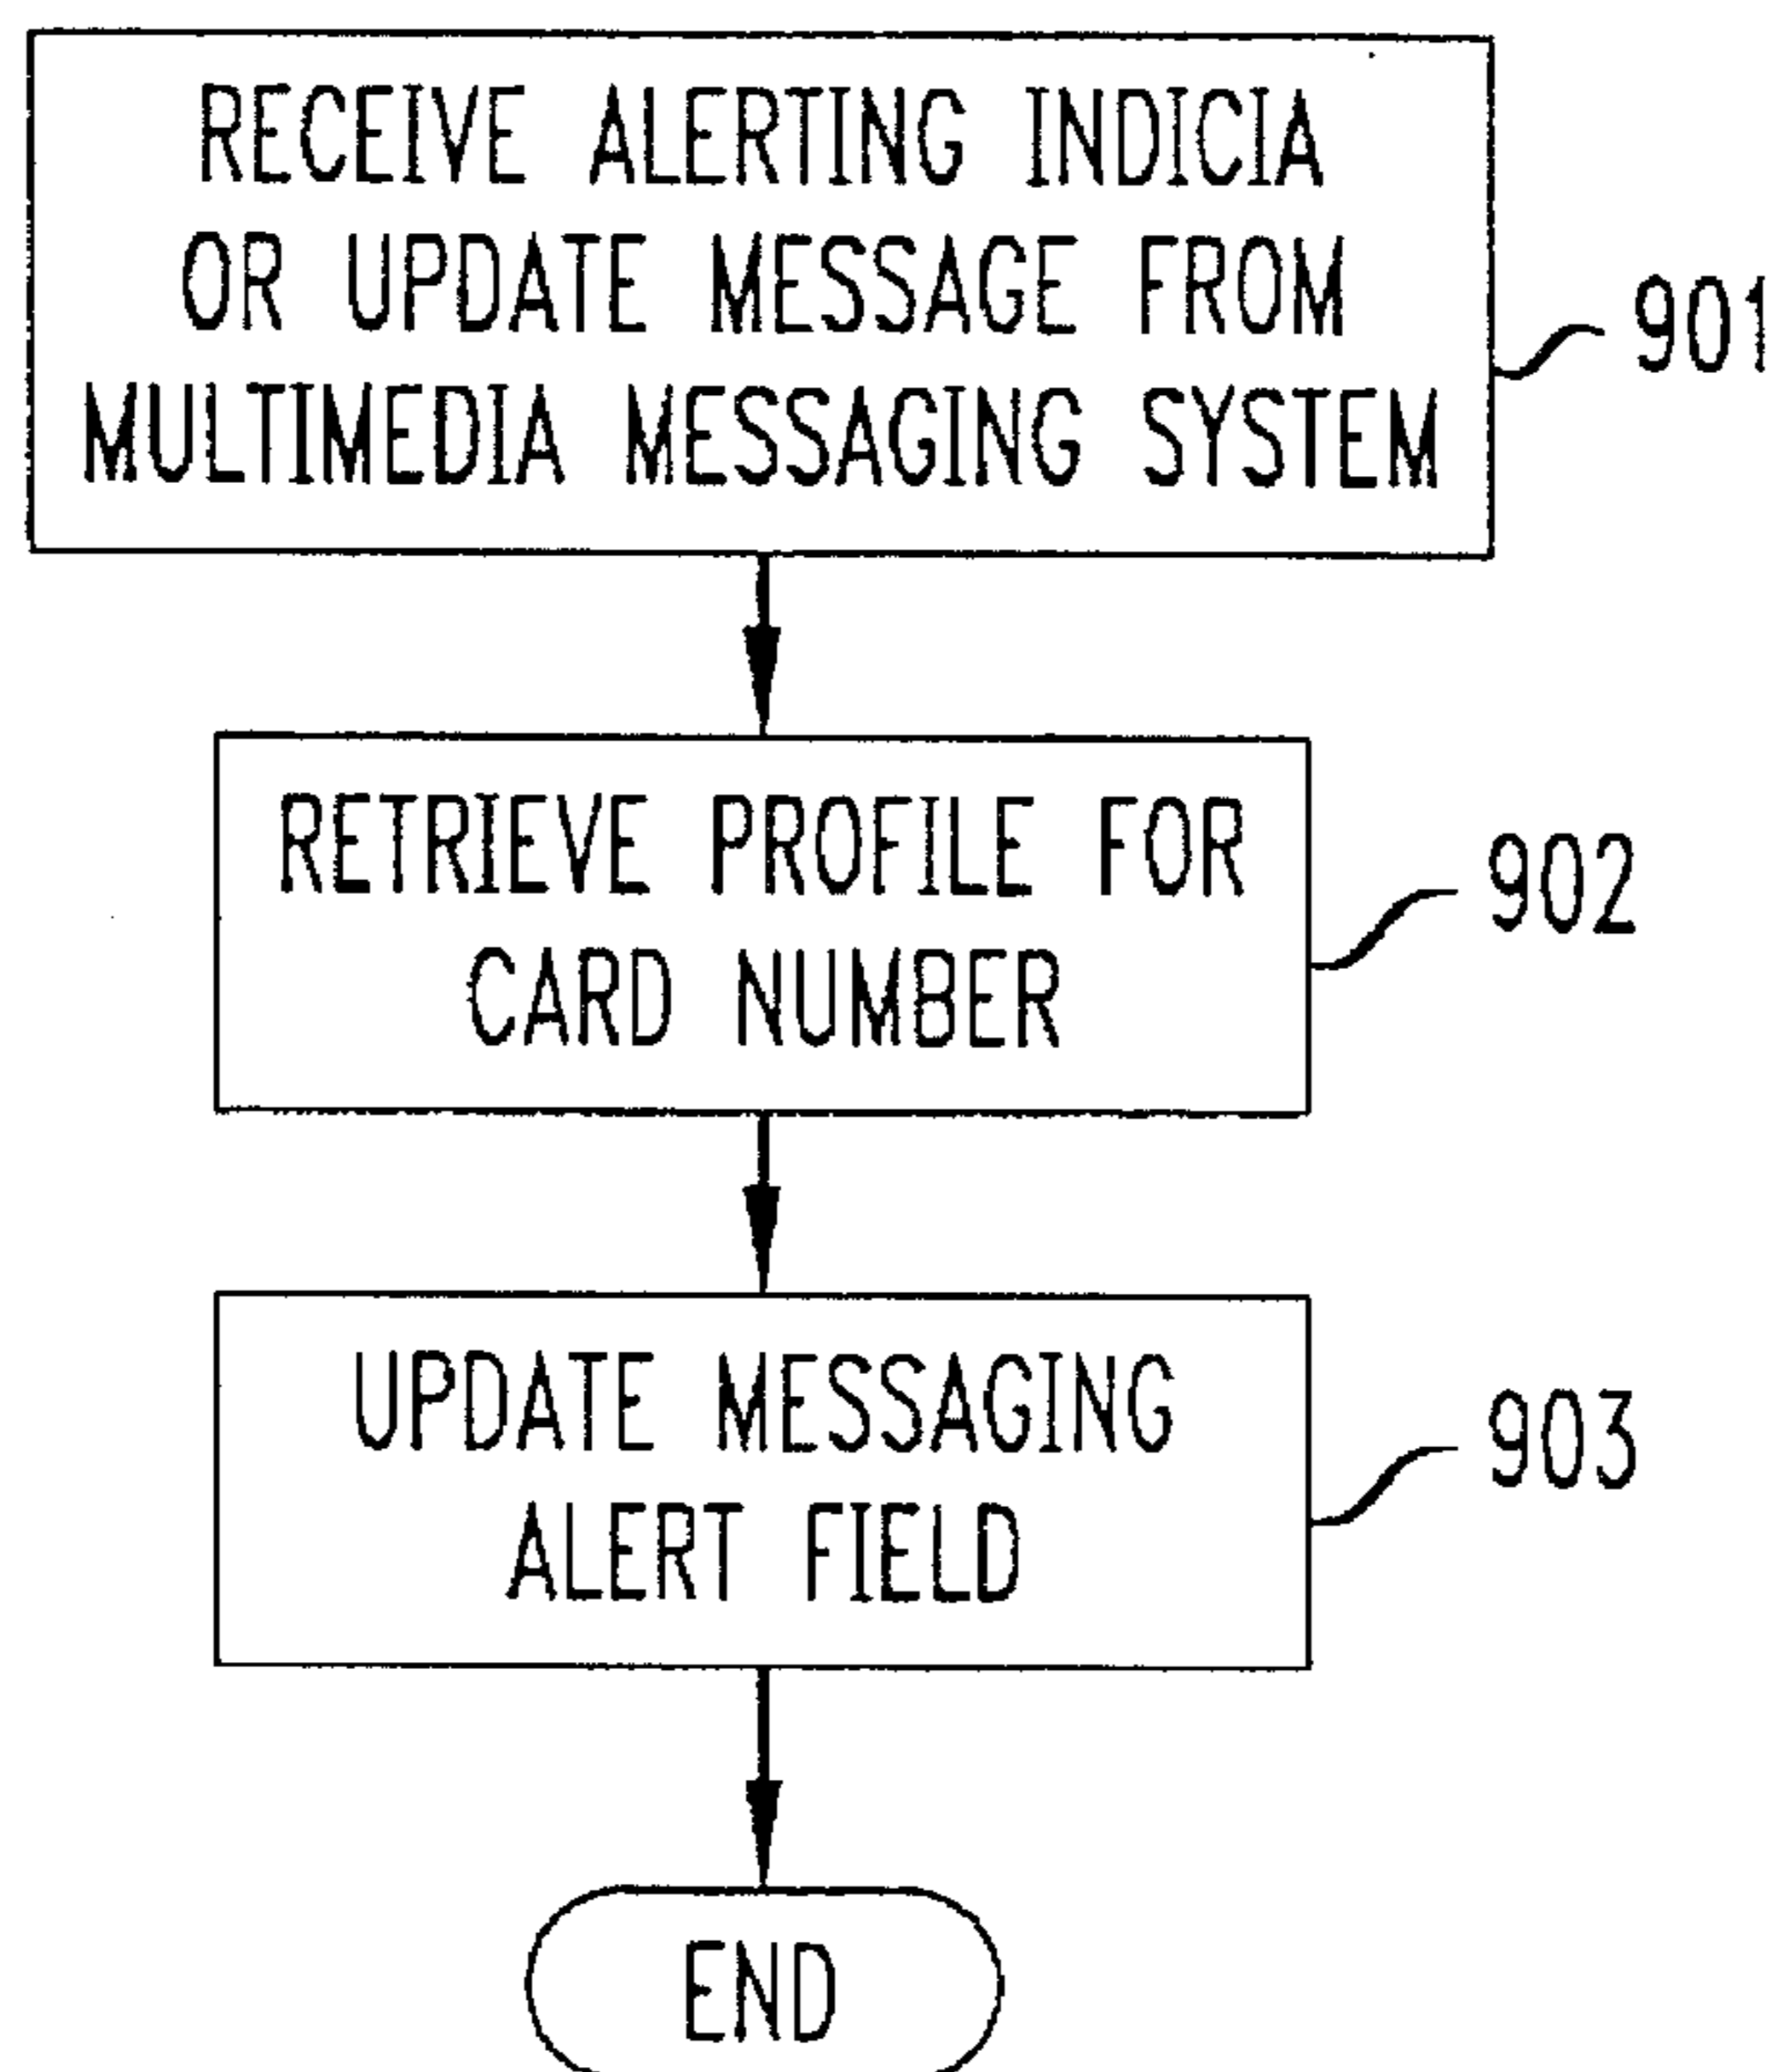 RECEIVE ALERTING INDICIA
OR UPDATE MESSAGE FROM
MULTIMEDIA MESSAGING SYSTEM
901
RETRIEVE PROFILE FOR
CARD NUMBER
902
UPDATE MESSAGING
ALERT FIELD
903
END